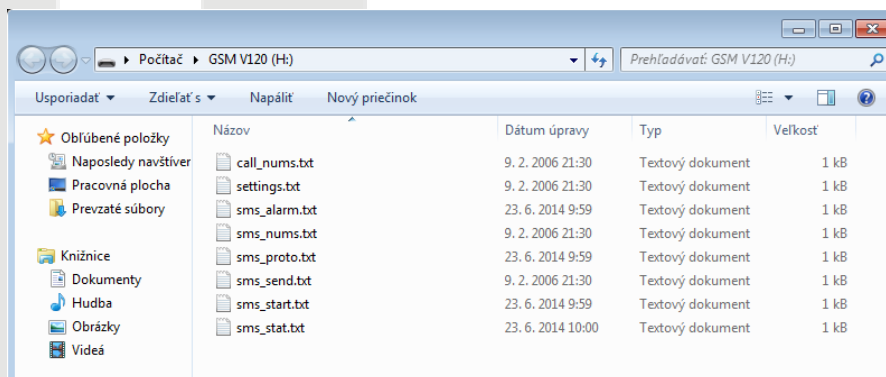 Počítač ▸ GSM V120 (H:)
Prehľadávať: GSM V120 (H:)
Usporiadať Zdieľať s Napáliť Nový priečinok
Názov Dátum úpravy Typ Veľkosť
Obľúbené položky
Naposledy navštíver
Pracovná plocha
Prevzaté súbory
Knižnice
Dokumenty
Hudba
Obrázky
Videá
call_nums.txt 9. 2. 2006 21:30 Textový dokument 1 kB
settings.txt 9. 2. 2006 21:30 Textový dokument 1 kB
sms_alarm.txt 23. 6. 2014 9:59 Textový dokument 1 kB
sms_nums.txt 9. 2. 2006 21:30 Textový dokument 1 kB
sms_proto.txt 23. 6. 2014 9:59 Textový dokument 1 kB
sms_send.txt 9. 2. 2006 21:30 Textový dokument 1 kB
sms_start.txt 23. 6. 2014 9:59 Textový dokument 1 kB
sms_stat.txt 23. 6. 2014 10:00 Textový dokument 1 kB